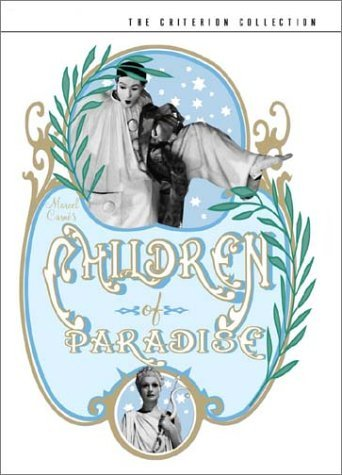 THE CRITERION COLLECTION
Marcel
Carné's
CHILDREN
of
PARADISE